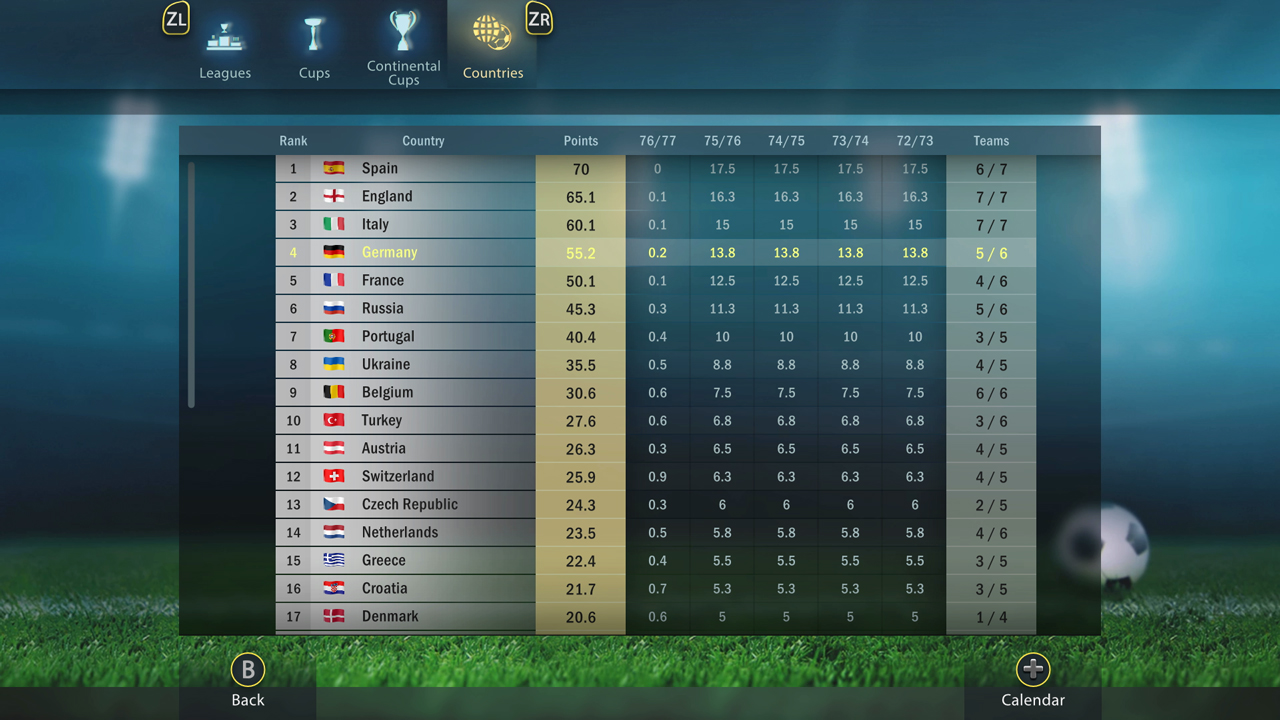 ZL
Leagues
Cups
Continental
Cups
Countries
ZR
Rank Country Points 76/77 75/76 74/75 73/74 72/73 Teams
1 Spain 70 0 17.5 17.5 17.5 17.5 6 / 7
2 England 65.1 0.1 16.3 16.3 16.3 16.3 7 / 7
3 Italy 60.1 0.1 15 15 15 15 7 / 7
4 Germany 55.2 0.2 13.8 13.8 13.8 13.8 5 / 6
5 France 50.1 0.1 12.5 12.5 12.5 12.5 4 / 6
6 Russia 45.3 0.3 11.3 11.3 11.3 11.3 5 / 6
7 Portugal 40.4 0.4 10 10 10 10 3 / 5
8 Ukraine 35.5 0.5 8.8 8.8 8.8 8.8 4 / 5
9 Belgium 30.6 0.6 7.5 7.5 7.5 7.5 6 / 6
10 Turkey 27.6 0.6 6.8 6.8 6.8 6.8 3 / 6
11 Austria 26.3 0.3 6.5 6.5 6.5 6.5 4 / 5
12 Switzerland 25.9 0.9 6.3 6.3 6.3 6.3 4 / 5
13 Czech Republic 24.3 0.3 6 6 6 6 2 / 5
14 Netherlands 23.5 0.5 5.8 5.8 5.8 5.8 4 / 6
15 Greece 22.4 0.4 5.5 5.5 5.5 5.5 3 / 5
16 Croatia 21.7 0.7 5.3 5.3 5.3 5.3 3 / 5
17 Denmark 20.6 0.6 5 5 5 5 1 / 4
B
Back
Calendar